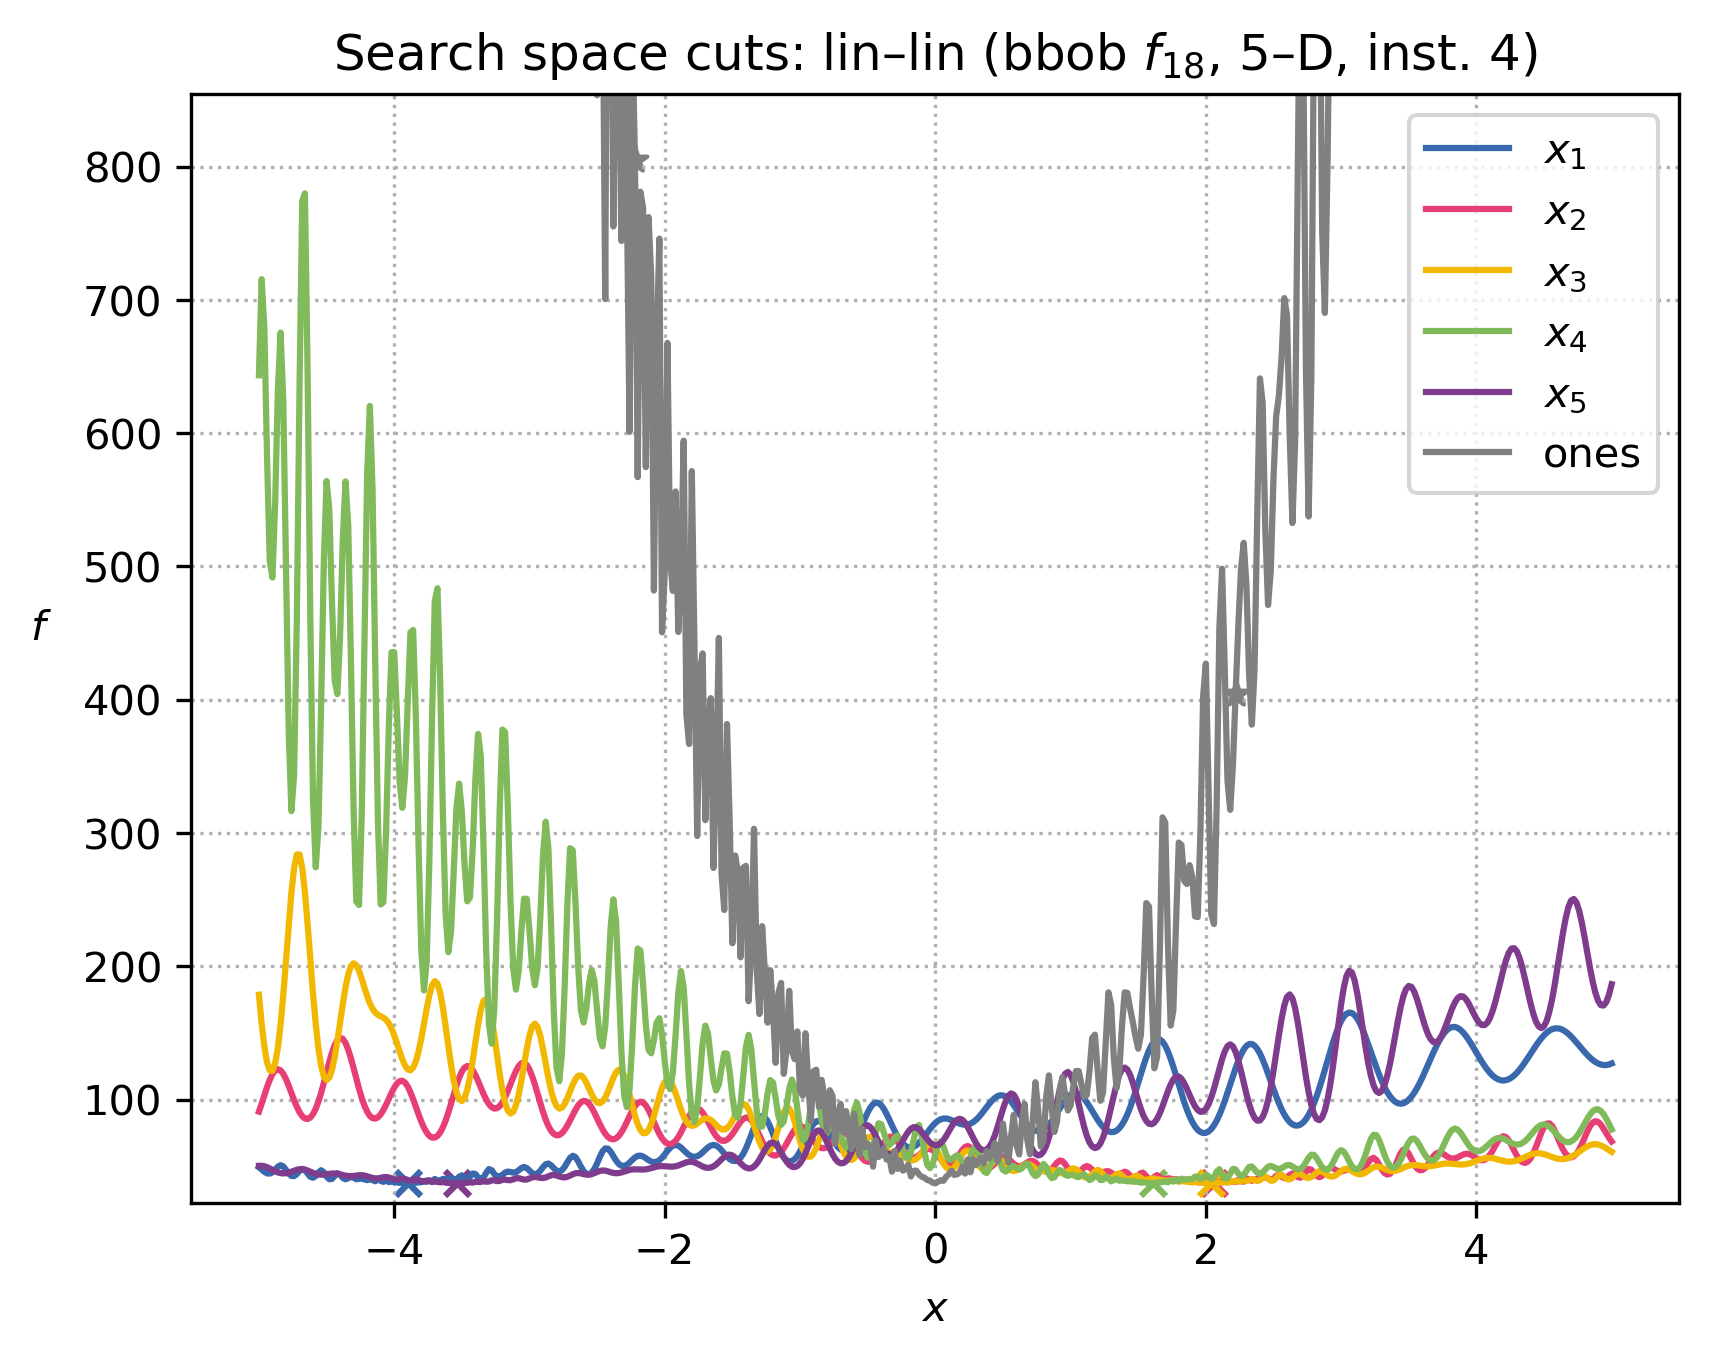 Search space cuts: lin–lin (bbob f18, 5–D, inst. 4)
800
700
600
500
400
300
200
100
f
−4
−2
0
2
4
x
x1
x2
x3
x4
x5
ones